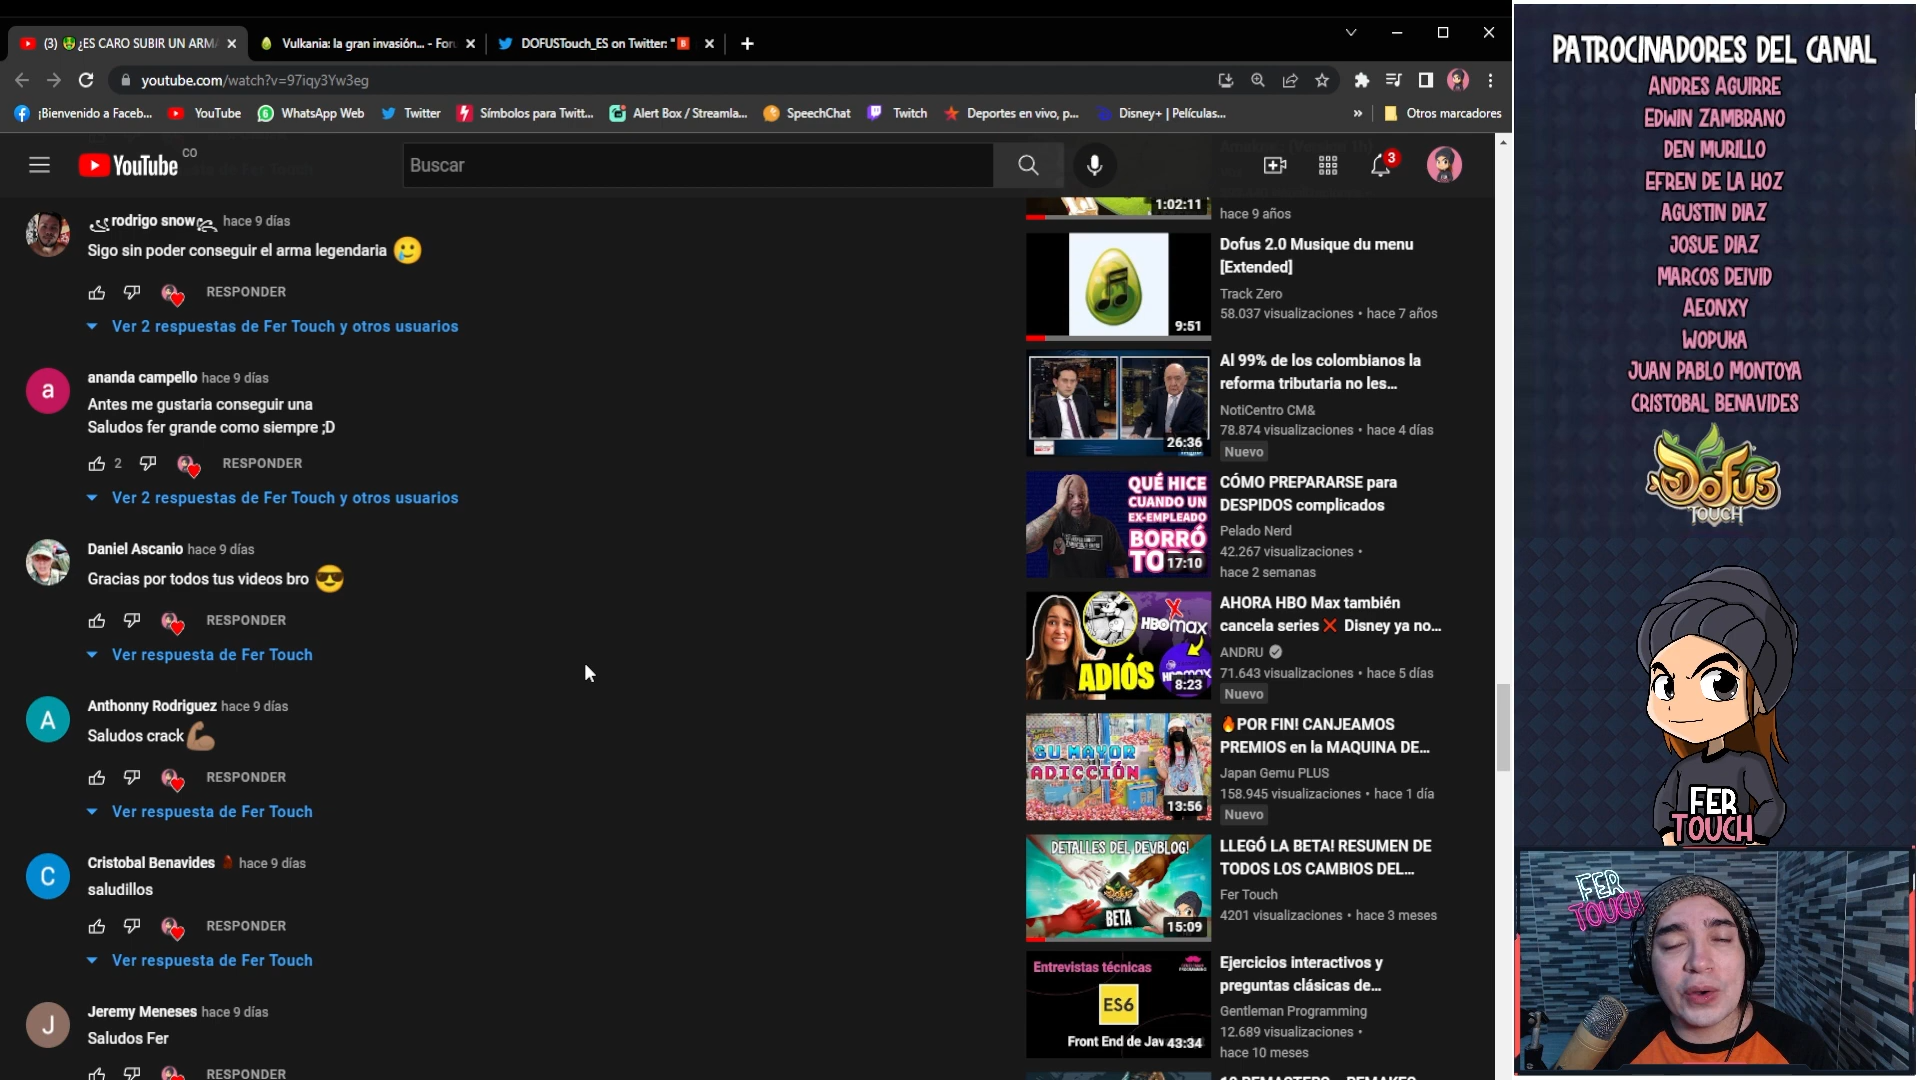 (3) 🤑¿ES CARO SUBIR UN ARMA
Vulkania: la gran invasión... - For
DOFUSTouch_ES on Twitter: "
youtube.com/watch?v=97iqy3Yw3eg
¡Bienvenido a Faceb...
YouTube
WhatsApp Web
Twitter
Símbolos para Twitt...
Alert Box / Streamla...
SpeechChat
Twitch
Deportes en vivo, p...
Disney+ | Películas...
»
Otros marcadores
YouTube CO
Buscar
3
rodrigo snow hace 9 días
Sigo sin poder conseguir el arma legendaria 🥲
RESPONDER
Ver 2 respuestas de Fer Touch y otros usuarios
a
ananda campello hace 9 días
Antes me gustaria conseguir una
Saludos fer grande como siempre ;D
2 RESPONDER
Ver 2 respuestas de Fer Touch y otros usuarios
Daniel Ascanio hace 9 días
Gracias por todos tus videos bro 😎
RESPONDER
Ver respuesta de Fer Touch
A
Anthonny Rodriguez hace 9 días
Saludos crack 💪🏽
RESPONDER
Ver respuesta de Fer Touch
C
Cristobal Benavides hace 9 días
saludillos
RESPONDER
Ver respuesta de Fer Touch
J
Jeremy Meneses hace 9 días
Saludos Fer
RESPONDER
1:02:11
hace 9 años
9:51
Dofus 2.0 Musique du menu
[Extended]
Track Zero
58.037 visualizaciones • hace 7 años
26:36
Al 99% de los colombianos la
reforma tributaria no les...
NotiCentro CM&
78.874 visualizaciones • hace 4 días
Nuevo
QUÉ HICE
CUANDO UN
EX-EMPLEADO
BORRÓ
TO
17:10
CÓMO PREPARARSE para
DESPIDOS complicados
Pelado Nerd
42.267 visualizaciones •
hace 2 semanas
HBOmax
ADIÓS
8:23
AHORA HBO Max también
cancela series❌ Disney ya no...
ANDRU
71.643 visualizaciones • hace 5 días
Nuevo
SU MAYOR
ADICCIÓN
13:56
🔥POR FIN! CANJEAMOS
PREMIOS en la MAQUINA DE...
Japan Gemu PLUS
158.945 visualizaciones • hace 1 día
Nuevo
DETALLES DEL DEVBLOG!
DOFUS
BETA
15:09
LLEGÓ LA BETA! RESUMEN DE
TODOS LOS CAMBIOS DEL...
Fer Touch
4201 visualizaciones • hace 3 meses
Entrevistas técnicas
ES6
Front End de Jav
43:34
Ejercicios interactivos y
preguntas clásicas de...
Gentleman Programming
12.689 visualizaciones •
hace 10 meses
PATROCINADORES DEL CANAL
ANDRES AGUIRRE
EDWIN ZAMBRANO
DEN MURILLO
EFREN DE LA HOZ
AGUSTIN DIAZ
JOSUE DIAZ
MARCOS DEIVID
AEONXY
WOPUKA
JUAN PABLO MONTOYA
CRISTOBAL BENAVIDES
DOFUS
TOUCH
FER
TOUCH
FER
TOUCH